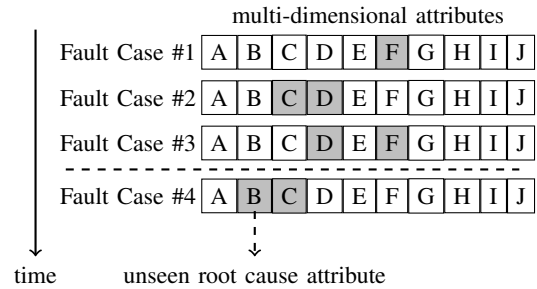 multi-dimensional attributes
Fault Case #1 A B C D E F G H I J
Fault Case #2 A B C D E F G H I J
Fault Case #3 A B C D E F G H I J
Fault Case #4 A B C D E F G H I J
time unseen root cause attribute